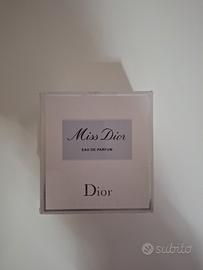 Miss Dior
EAU DE PARFUM
Dior
subito